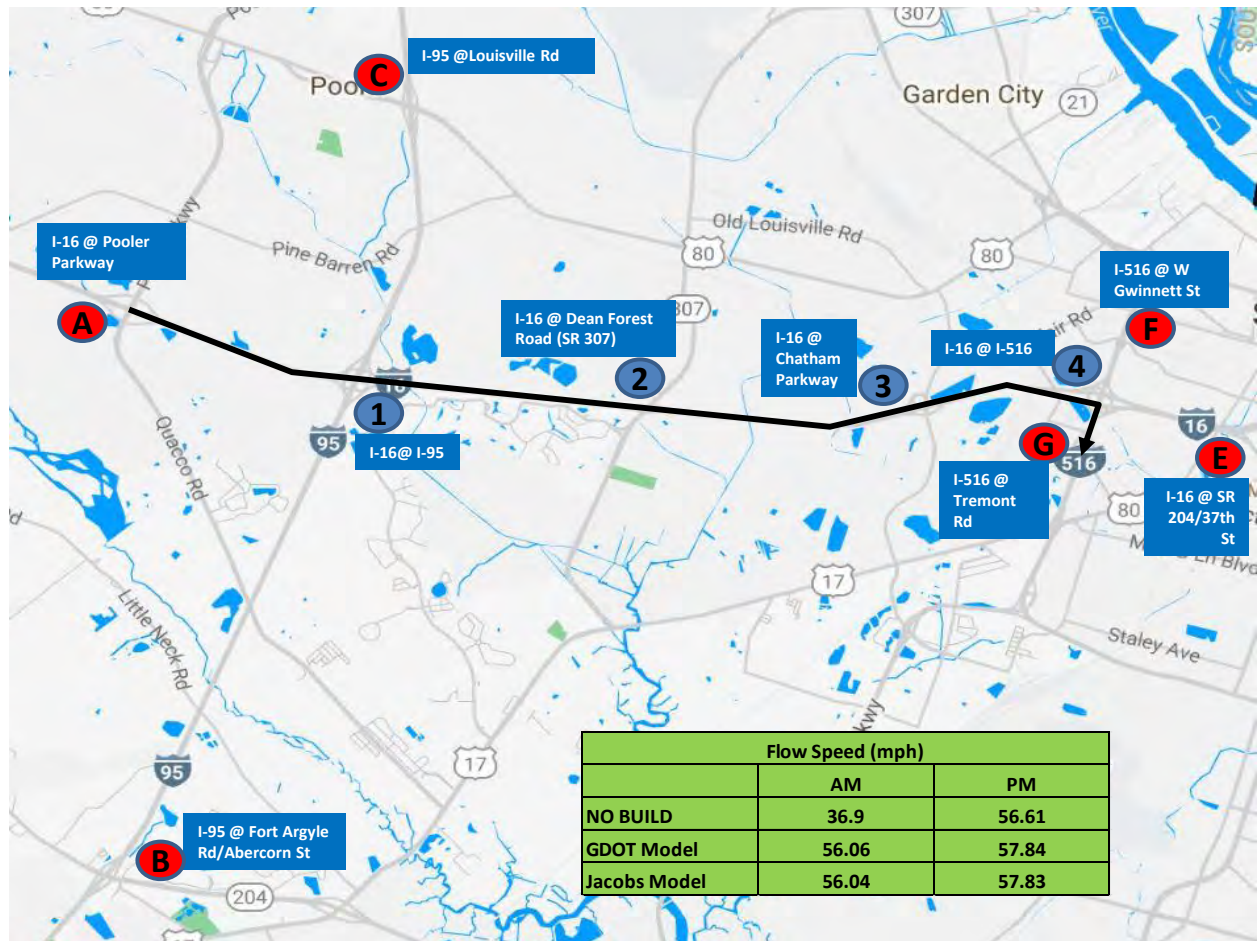 307
I-95 @Louisville Rd
C
Garden City
21
Old Louisville Rd
80
80
I-16 @ Pooler
Parkway
Pine Barren Rd
I-516 @ W
Gwinnett St
A
I-16 @ Dean Forest
Road (SR 307)
307
I-16 @
Chatham
Parkway
I-16 @ I-516
F
2
3
4
1
95
I-16@ I-95
16
G
516
E
Quacco Rd
I-516 @
Tremont
Rd
80
I-16 @ SR
204/37th
St
17
Little Neck Rd
Staley Ave
17
95
I-95 @ Fort Argyle
Rd/Abercorn St
B
204
Flow Speed (mph)
AM PM
NO BUILD 36.9 56.61
GDOT Model 56.06 57.84
Jacobs Model 56.04 57.83